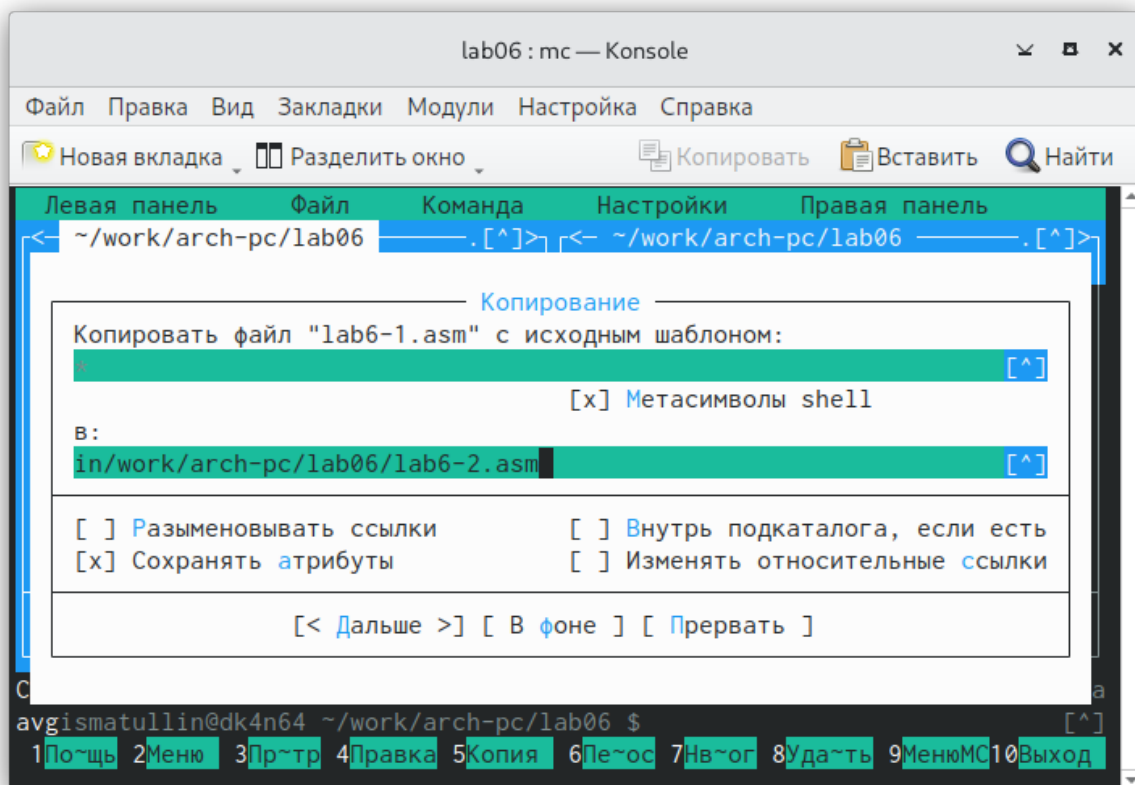 lab06 : mc — Konsole
Файл Правка Вид Закладки Модули Настройка Справка
Новая вкладка Разделить окно Копировать Вставить Найти
Левая панель Файл Команда Настройки Правая панель
<— ~/work/arch-pc/lab06 .[^]> <— ~/work/arch-pc/lab06 .[^]>
Копирование
Копировать файл "lab6-1.asm" с исходным шаблоном:
* [^]
[x] Метасимволы shell
в:
in/work/arch-pc/lab06/lab6-2.asm [^]
[ ] Разыменовывать ссылки [ ] Внутрь подкаталога, если есть
[x] Сохранять атрибуты [ ] Изменять относительные ссылки
[< Дальше >] [ В фоне ] [ Прервать ]
С а
avgismatullin@dk4n64 ~/work/arch-pc/lab06 $ [^]
1По~щь 2Меню 3Пр~тр 4Правка 5Копия 6Пе~ос 7Нв~ог 8Уда~ть 9МенюМС10Выход